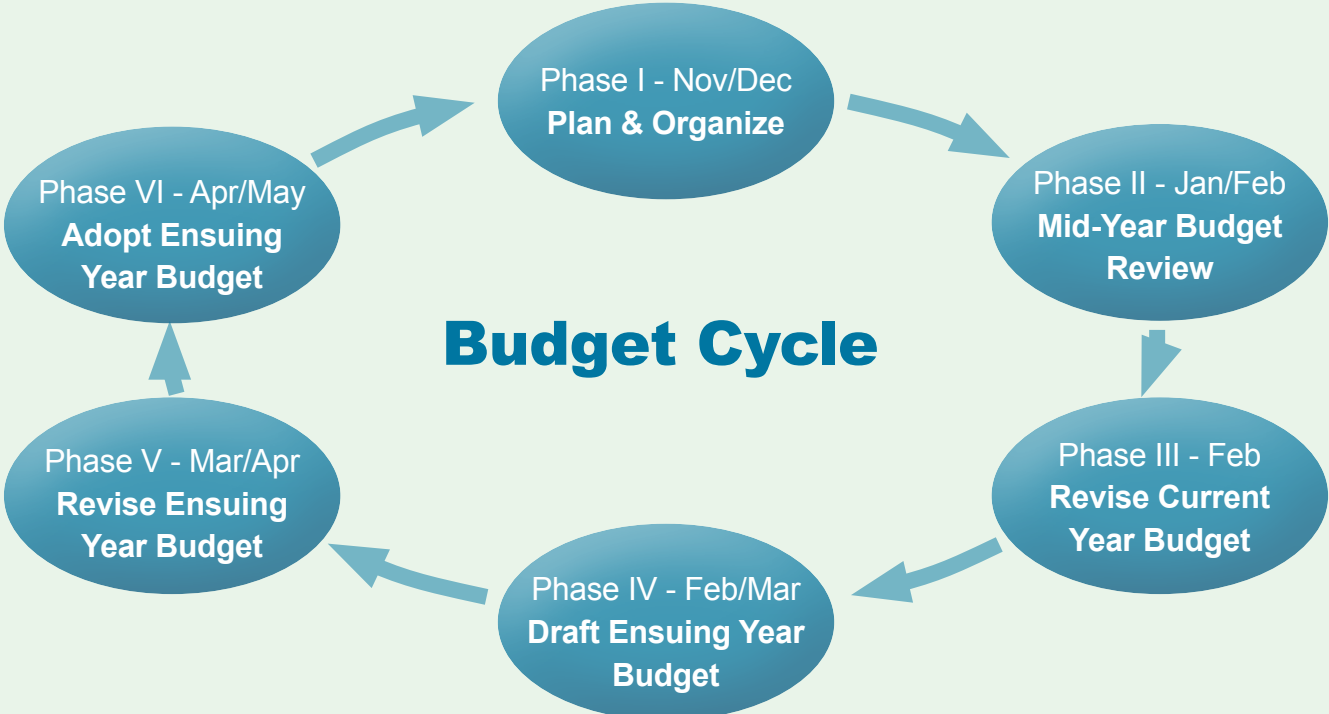 Phase I - Nov/Dec
Plan & Organize
Phase II - Jan/Feb
Mid-Year Budget
Review
Phase III - Feb
Revise Current
Year Budget
Phase IV - Feb/Mar
Draft Ensuing Year
Budget
Phase V - Mar/Apr
Revise Ensuing
Year Budget
Phase VI - Apr/May
Adopt Ensuing
Year Budget
Budget Cycle